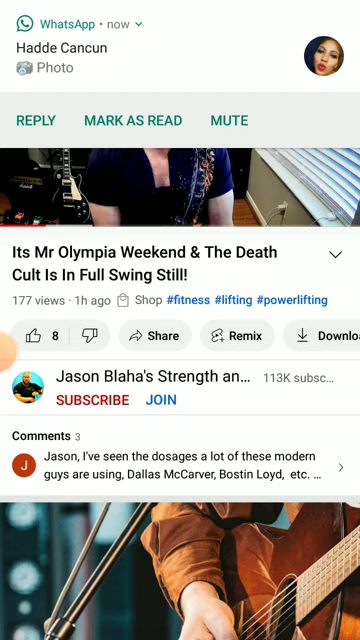 WhatsApp • now
Hadde Cancun
Photo
REPLY MARK AS READ MUTE
Its Mr Olympia Weekend & The Death
Cult Is In Full Swing Still!
177 views · 1h ago Shop #fitness #lifting #powerlifting
8 Share Remix Downlo
Jason Blaha's Strength an... 113K subsc...
SUBSCRIBE JOIN
Comments 3
J
Jason, I've seen the dosages a lot of these modern
guys are using, Dallas McCarver, Bostin Loyd, etc. ...